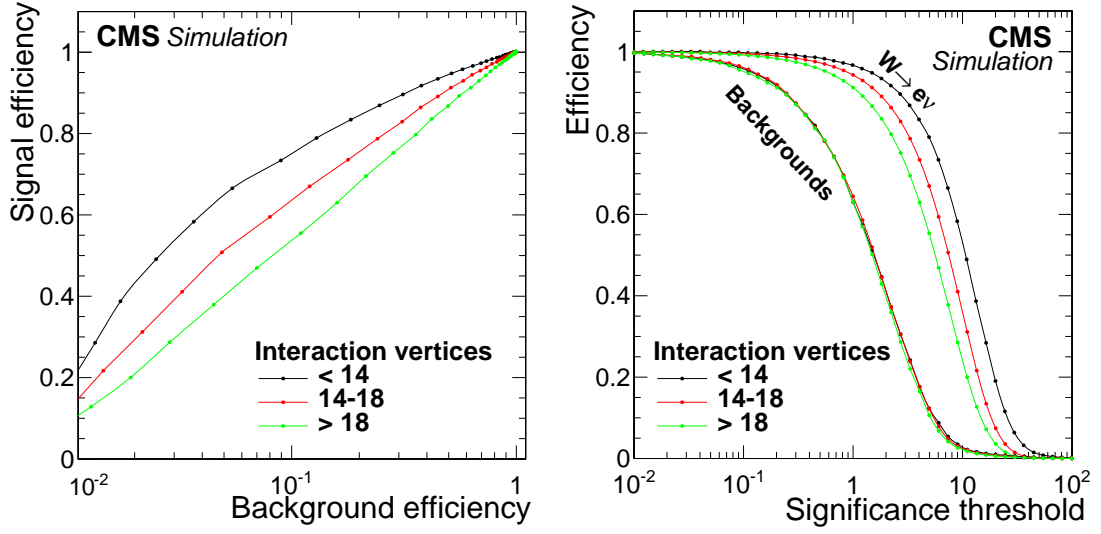 CMS Simulation
Signal efficiency
1
0.8
0.6
0.4
0.2
0
Interaction vertices
< 14
14-18
> 18
10^-2
10^-1
1
Background efficiency
CMS
Simulation
Efficiency
1
0.8
0.6
0.4
0.2
0
W→eν
Backgrounds
Interaction vertices
< 14
14-18
> 18
10^-2
10^-1
1
10
10^2
Significance threshold